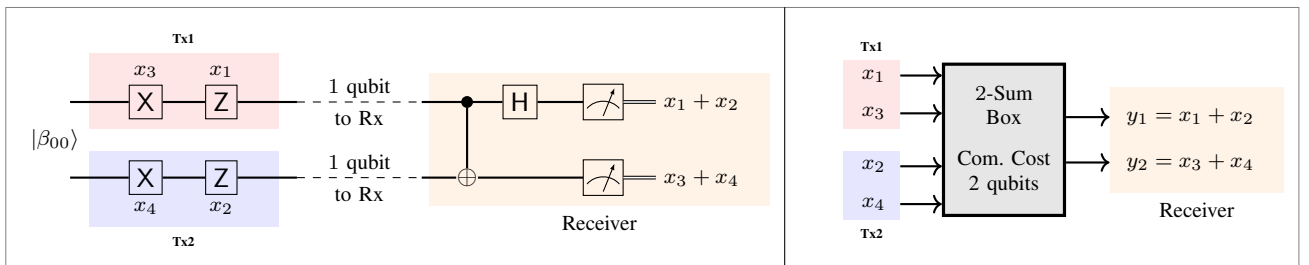 Tx1
x₃ x₁
X Z
1 qubit
to Rx
H
x₁ + x₂
|β₀₀⟩
X Z
x₄ x₂
1 qubit
to Rx
x₃ + x₄
Receiver
Tx2
Tx1
x₁
x₃
x₂
x₄
Tx2
2-Sum
Box
Com. Cost
2 qubits
y₁ = x₁ + x₂
y₂ = x₃ + x₄
Receiver